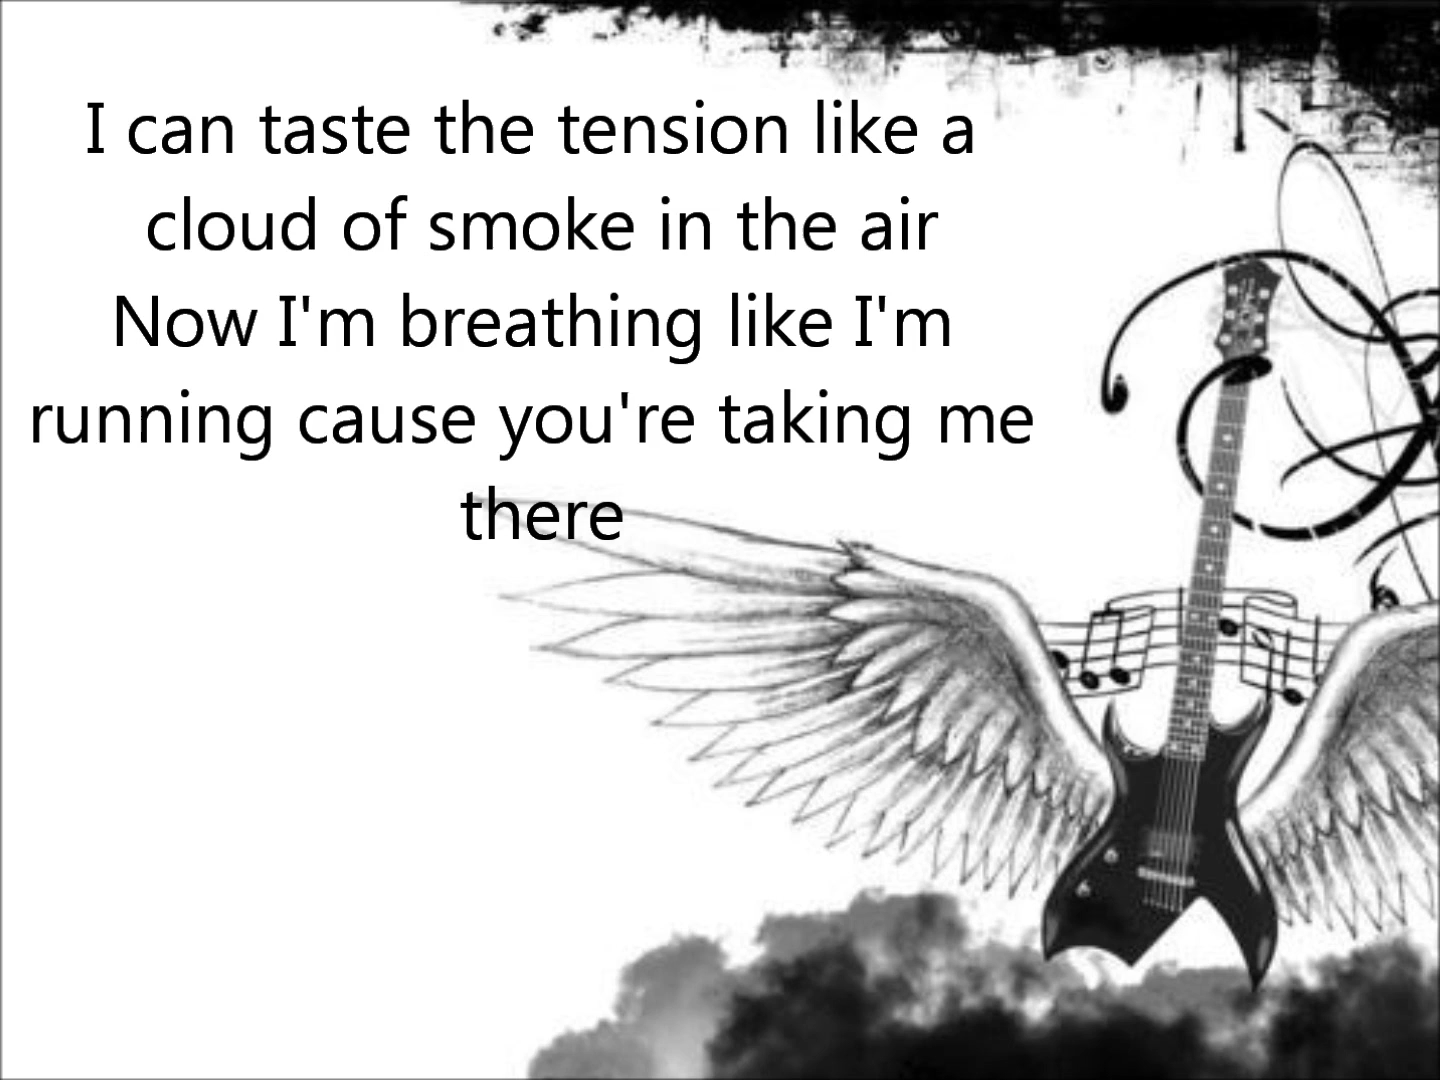 I can taste the tension like a
cloud of smoke in the air
Now I'm breathing like I'm
running cause you're taking me
there